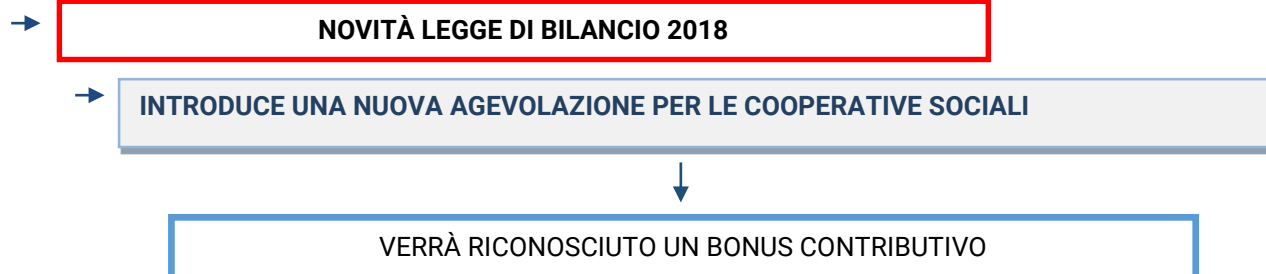 NOVITÀ LEGGE DI BILANCIO 2018
INTRODUCE UNA NUOVA AGEVOLAZIONE PER LE COOPERATIVE SOCIALI
VERRÀ RICONOSCIUTO UN BONUS CONTRIBUTIVO